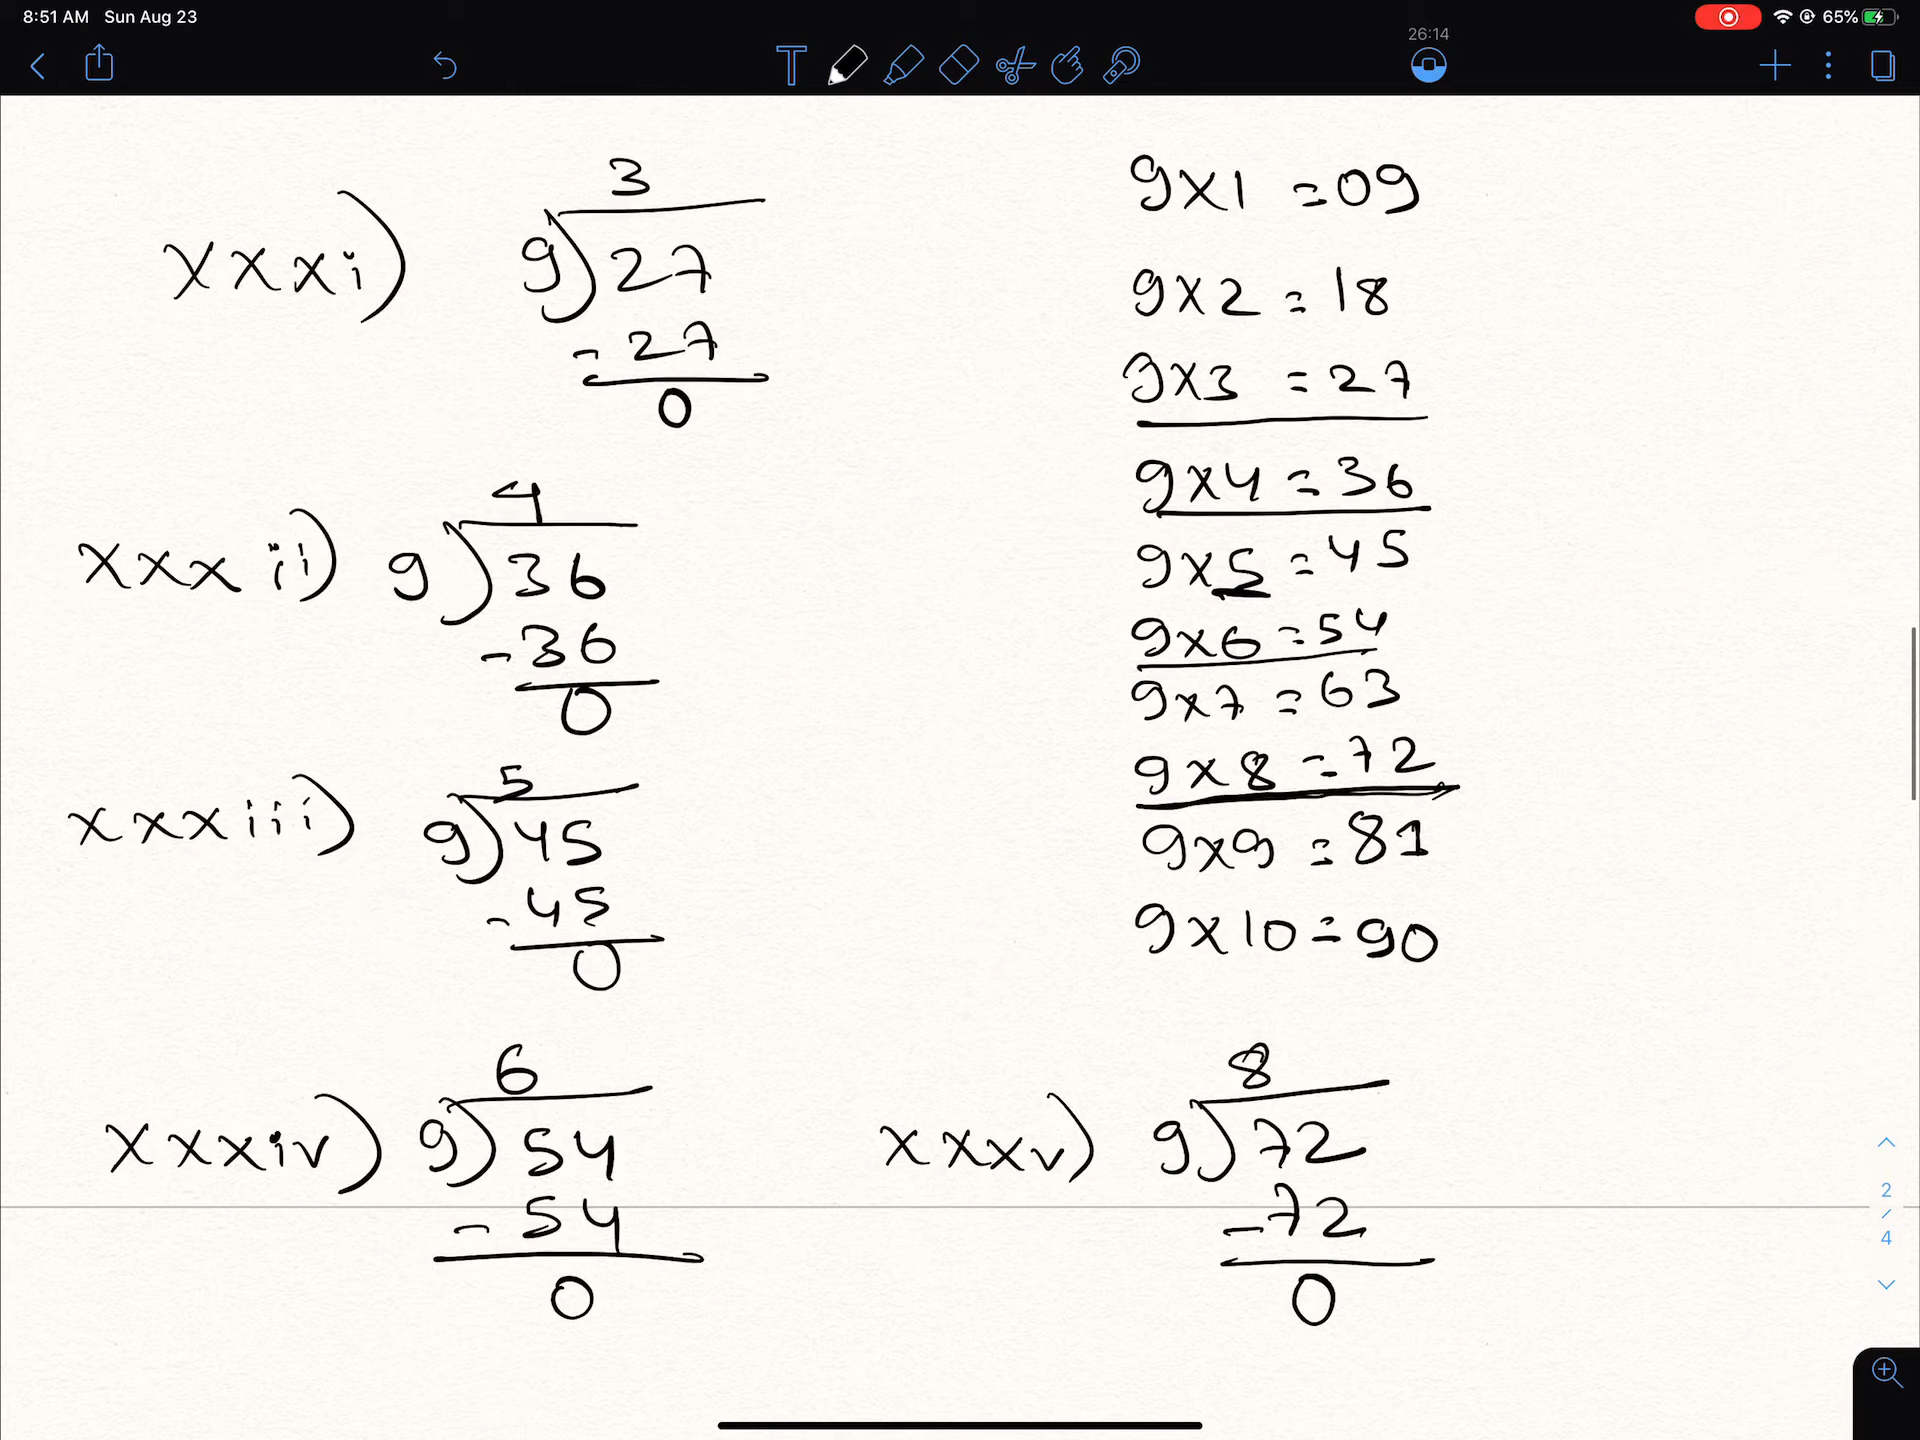 8:51 AM Sun Aug 23
65%
26:14
xxxi) 3
9)27
-27
0
xxxii) 4
9)36
-36
0
xxxiii) 5
9)45
-45
0
xxxiv) 6
9)54
-54
0
9x1 =09
9x2=18
9x3=27
9x4=36
9x5=45
9x6=54
9x7=63
9x8=72
9x9=81
9x10=90
xxxv) 8
9)72
-72
0
2
/
4